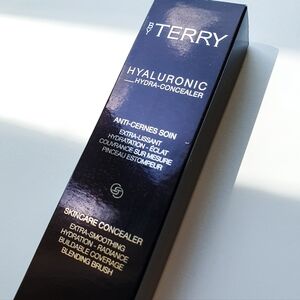 BY TERRY
HYALURONIC
HYDRA-CONCEALER
ANTI-CERNES SOIN
EXTRA-LISSANT
HYDRATATION - ÉCLAT
COUVRANCE SUR MESURE
PINCEAU ESTOMPEUR
SKINCARE CONCEALER
EXTRA-SMOOTHING
HYDRATION - RADIANCE
BUILDABLE COVERAGE
BLENDING BRUSH